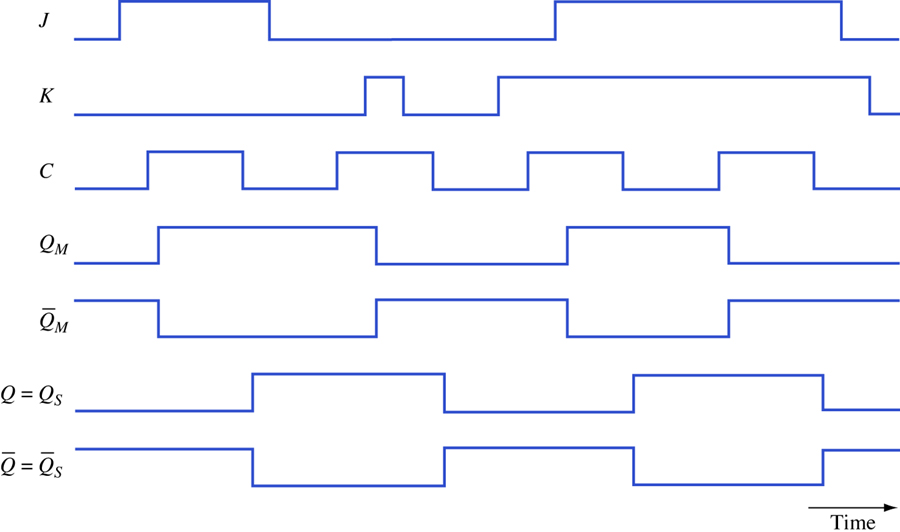 J
K
C
Q_M
Q̅_M
Q = Q_S
Q̅ = Q̅_S
Time